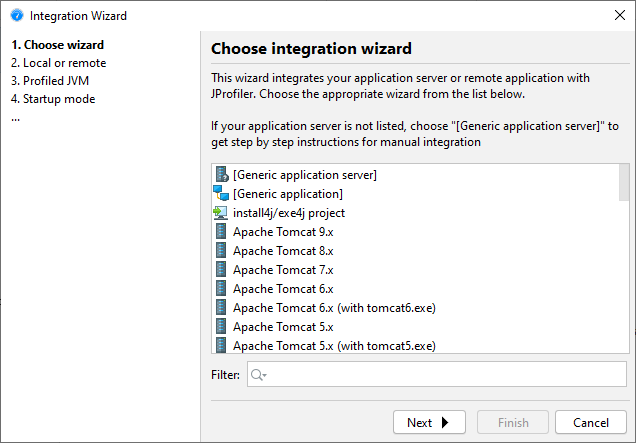 Integration Wizard
1. Choose wizard
2. Local or remote
3. Profiled JVM
4. Startup mode
...
Choose integration wizard
This wizard integrates your application server or remote application with
JProfiler. Choose the appropriate wizard from the list below.
If your application server is not listed, choose "[Generic application server]" to
get step by step instructions for manual integration
[Generic application server]
[Generic application]
install4j/exe4j project
Apache Tomcat 9.x
Apache Tomcat 8.x
Apache Tomcat 7.x
Apache Tomcat 6.x
Apache Tomcat 6.x (with tomcat6.exe)
Apache Tomcat 5.x
Apache Tomcat 5.x (with tomcat5.exe)
Filter:
Next
Finish
Cancel